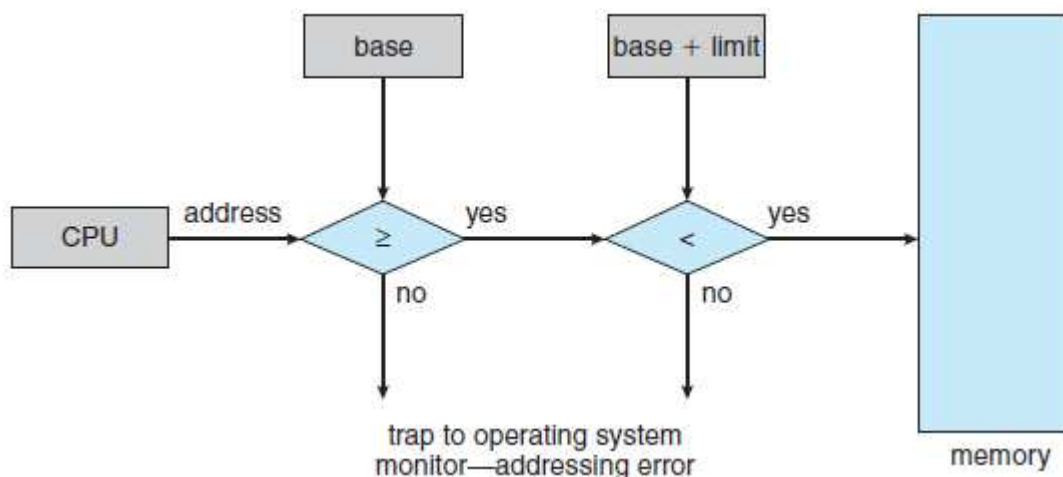 base
base + limit
CPU
address
≥
yes
<
yes
no
no
trap to operating system
monitor—addressing error
memory